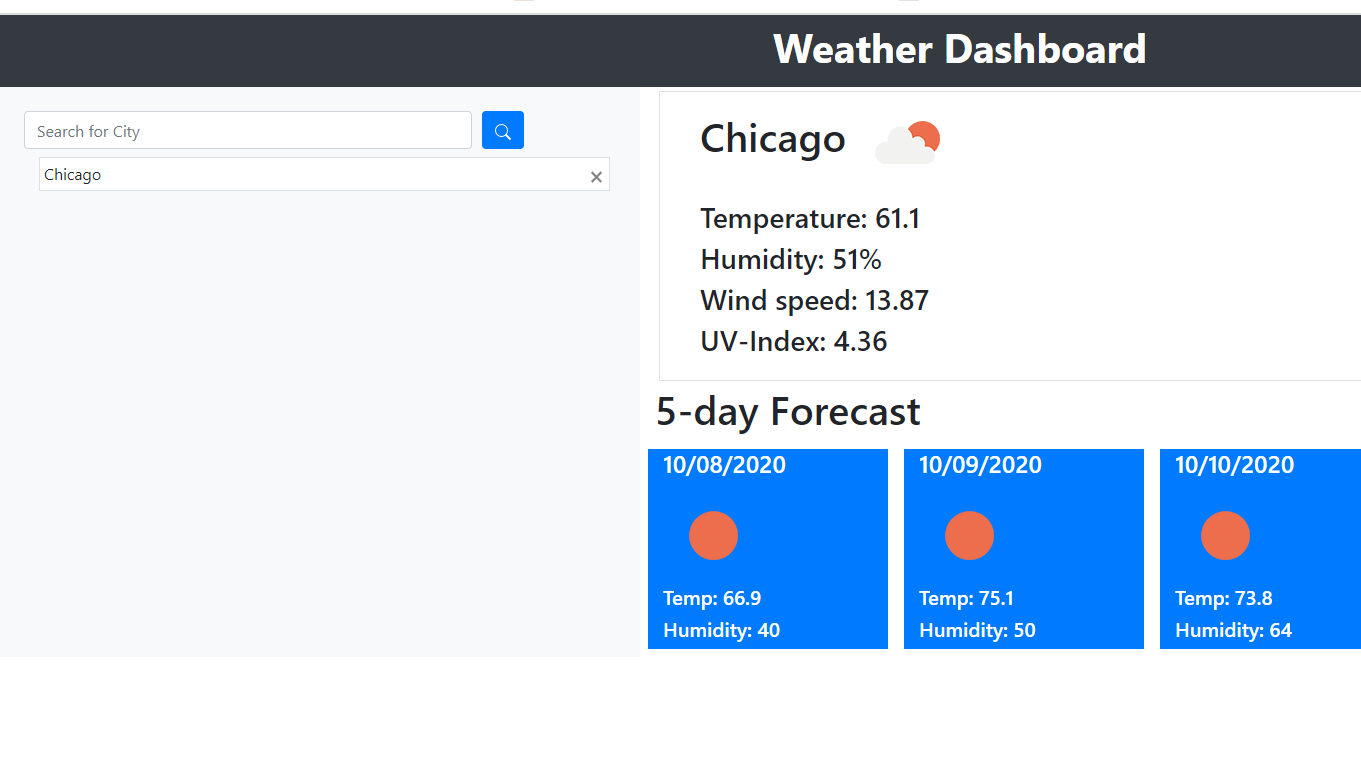 Weather Dashboard
Search for City
Chicago
Chicago
Temperature: 61.1
Humidity: 51%
Wind speed: 13.87
UV-Index: 4.36
5-day Forecast
10/08/2020
Temp: 66.9
Humidity: 40
10/09/2020
Temp: 75.1
Humidity: 50
10/10/2020
Temp: 73.8
Humidity: 64